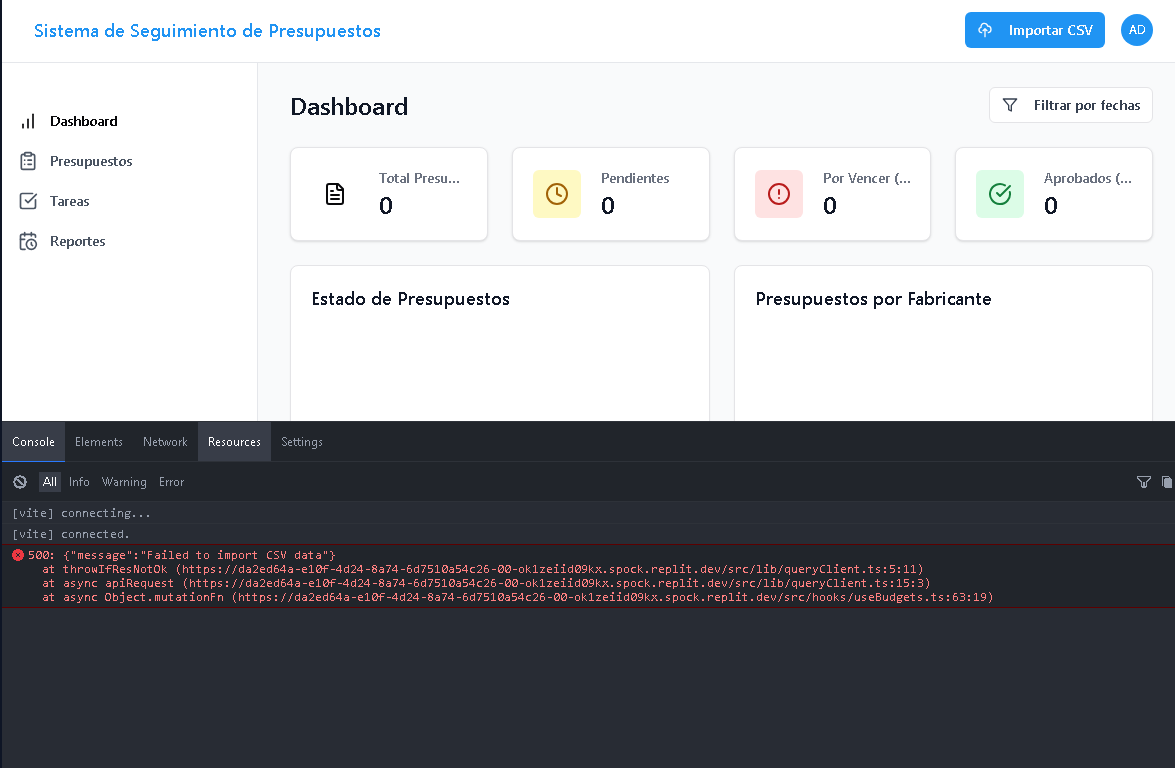 Sistema de Seguimiento de Presupuestos
Importar CSV
AD
Dashboard
Presupuestos
Tareas
Reportes
Dashboard
Filtrar por fechas
Total Presu...
0
Pendientes
0
Por Vencer (...
0
Aprobados (...
0
Estado de Presupuestos
Presupuestos por Fabricante
Console Elements Network Resources Settings
All Info Warning Error
[vite] connecting...
[vite] connected.
500: {"message":"Failed to import CSV data"}
at throwIfResNotOk (https://da2ed64a-e10f-4d24-8a74-6d7510a54c26-00-ok1zeiid09kx.spock.replit.dev/src/lib/queryClient.ts:5:11)
at async apiRequest (https://da2ed64a-e10f-4d24-8a74-6d7510a54c26-00-ok1zeiid09kx.spock.replit.dev/src/lib/queryClient.ts:15:3)
at async Object.mutationFn (https://da2ed64a-e10f-4d24-8a74-6d7510a54c26-00-ok1zeiid09kx.spock.replit.dev/src/hooks/useBudgets.ts:63:19)